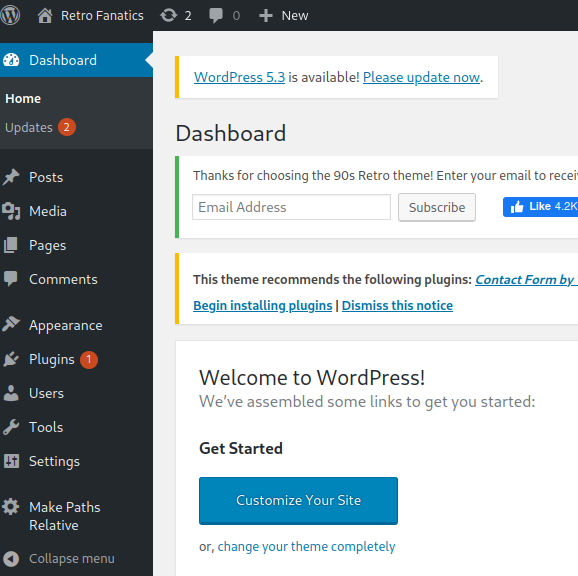 Retro Fanatics 2 0 New
Dashboard
Home
Updates 2
Posts
Media
Pages
Comments
Appearance
Plugins 1
Users
Tools
Settings
Make Paths
Relative
Collapse menu
WordPress 5.3 is available! Please update now.
Dashboard
Thanks for choosing the 90s Retro theme! Enter your email to
Email Address Subscribe Like 4.2K
This theme recommends the following plugins: Contact Form by
Begin installing plugins | Dismiss this notice
Welcome to WordPress!
We've assembled some links to get you started:
Get Started
Customize Your Site
or, change your theme completely